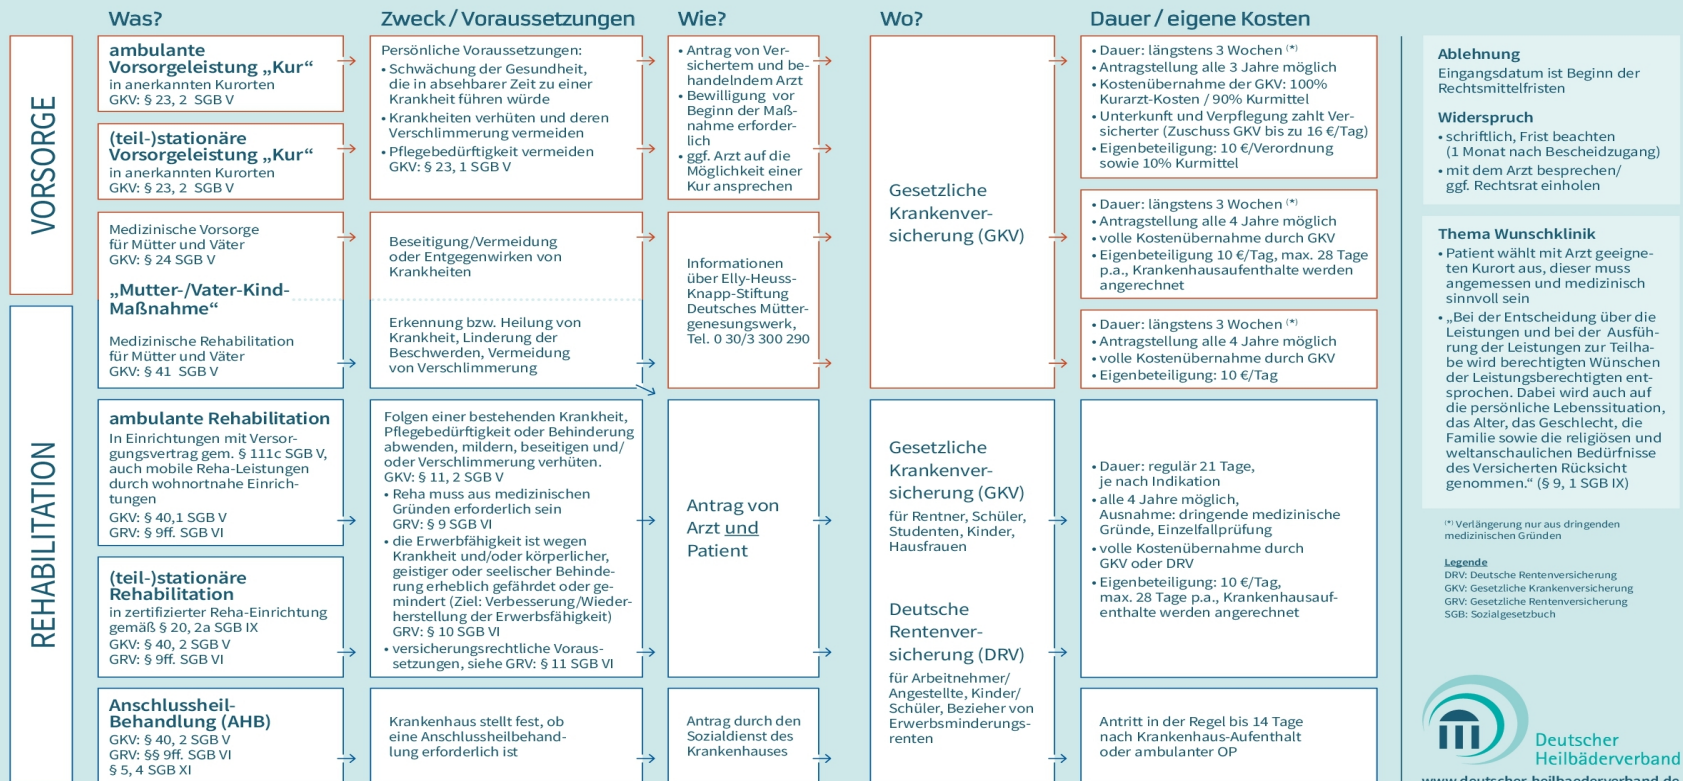 Was?
Zweck / Voraussetzungen
Wie?
Wo?
Dauer / eigene Kosten
VORSORGE
ambulante
Vorsorgeleistung „Kur“
in anerkannten Kurorten
GKV: § 23, 2 SGB V
(teil-)stationäre
Vorsorgeleistung „Kur“
in anerkannten Kurorten
GKV: § 23, 2 SGB V
Persönliche Voraussetzungen:
• Schwächung der Gesundheit,
die in absehbarer Zeit zu einer
Krankheit führen würde
• Krankheiten verhüten und deren
Verschlimmerung vermeiden
• Pflegebedürftigkeit vermeiden
GKV: § 23, 1 SGB V
• Antrag von Ver-
sichertem und be-
handelndem Arzt
• Bewilligung vor
Beginn der Maß-
nahme erforder-
lich
• ggf. Arzt auf die
Möglichkeit einer
Kur ansprechen
Gesetzliche
Krankenver-
sicherung (GKV)
• Dauer: längstens 3 Wochen (*)
• Antragstellung alle 3 Jahre möglich
• Kostenübernahme der GKV: 100%
Kurarzt-Kosten / 90% Kurmittel
• Unterkunft und Verpflegung zahlt Ver-
sicherter (Zuschuss GKV bis zu 16 €/Tag)
• Eigenbeteiligung: 10 €/Verordnung
sowie 10% Kurmittel
Medizinische Vorsorge
für Mütter und Väter
GKV: § 24 SGB V
„Mutter-/Vater-Kind-
Maßnahme“
Medizinische Rehabilitation
für Mütter und Väter
GKV: § 41 SGB V
Beseitigung/Vermeidung
oder Entgegenwirken von
Krankheiten
Erkennung bzw. Heilung von
Krankheit, Linderung der
Beschwerden, Vermeidung
von Verschlimmerung
Informationen
über Elly-Heuss-
Knapp-Stiftung
Deutsches Mütter-
genesungswerk,
Tel. 0 30/3 300 290
• Dauer: längstens 3 Wochen (*)
• Antragstellung alle 4 Jahre möglich
• volle Kostenübernahme durch GKV
• Eigenbeteiligung 10 €/Tag, max. 28 Tage
p.a., Krankenhausaufenthalte werden
angerechnet
• Dauer: längstens 3 Wochen (*)
• Antragstellung alle 4 Jahre möglich
• volle Kostenübernahme durch GKV
• Eigenbeteiligung: 10 €/Tag
REHABILITATION
ambulante Rehabilitation
In Einrichtungen mit Versor-
gungsvertrag gem. § 111c SGB V,
auch mobile Reha-Leistungen
durch wohnortnahe Einrich-
tungen
GKV: § 40,1 SGB V
GRV: § 9ff. SGB VI
(teil-)stationäre
Rehabilitation
in zertifizierter Reha-Einrichtung
gemäß § 20, 2a SGB IX
GKV: § 40, 2 SGB V
GRV: § 9ff. SGB VI
Folgen einer bestehenden Krankheit,
Pflegebedürftigkeit oder Behinderung
abwenden, mildern, beseitigen und/
oder Verschlimmerung verhüten.
GKV: § 11, 2 SGB V
• Reha muss aus medizinischen
Gründen erforderlich sein
GRV: § 9 SGB VI
• die Erwerbfähigkeit ist wegen
Krankheit und/oder körperlicher,
geistiger oder seelischer Behinde-
rung erheblich gefährdet oder ge-
mindert (Ziel: Verbesserung/Wieder-
herstellung der Erwerbsfähigkeit)
GRV: § 10 SGB VI
• versicherungsrechtliche Voraus-
setzungen, siehe GRV: § 11 SGB VI
Antrag von
Arzt und
Patient
Gesetzliche
Krankenver-
sicherung (GKV)
für Rentner, Schüler,
Studenten, Kinder,
Hausfrauen
Deutsche
Rentenver-
sicherung (DRV)
für Arbeitnehmer/
Angestellte, Kinder/
Schüler, Bezieher von
Erwerbsminderungs-
renten
• Dauer: regulär 21 Tage,
je nach Indikation
• alle 4 Jahre möglich,
Ausnahme: dringende medizinische
Gründe, Einzelfallprüfung
• volle Kostenübernahme durch
GKV oder DRV
• Eigenbeteiligung: 10 €/Tag,
max. 28 Tage p.a., Krankenhausauf-
enthalte werden angerechnet
Anschlussheil-
Behandlung (AHB)
GKV: § 40, 2 SGB V
GRV: §§ 9ff. SGB VI
§ 5, 4 SGB XI
Krankenhaus stellt fest, ob
eine Anschlussheilbehand-
lung erforderlich ist
Antrag durch den
Sozialdienst des
Krankenhauses
Antritt in der Regel bis 14 Tage
nach Krankenhaus-Aufenthalt
oder ambulanter OP
Ablehnung
Eingangsdatum ist Beginn der
Rechtsmittelfristen
Widerspruch
• schriftlich, Frist beachten
(1 Monat nach Bescheidzugang)
• mit dem Arzt besprechen/
ggf. Rechtsrat einholen
Thema Wunschklinik
• Patient wählt mit Arzt geeigne-
ten Kurort aus, dieser muss
angemessen und medizinisch
sinnvoll sein
• „Bei der Entscheidung über die
Leistungen und bei der Ausfüh-
rung der Leistungen zur Teilha-
be wird berechtigten Wünschen
der Leistungsberechtigten ent-
sprochen. Dabei wird auch auf
die persönliche Lebenssituation,
das Alter, das Geschlecht, die
Familie sowie die religiösen und
weltanschaulichen Bedürfnisse
des Versicherten Rücksicht
genommen.“ (§ 9, 1 SGB IX)
(*) Verlängerung nur aus dringenden
medizinischen Gründen
Legende
DRV: Deutsche Rentenversicherung
GKV: Gesetzliche Krankenversicherung
GRV: Gesetzliche Rentenversicherung
SGB: Sozialgesetzbuch
Deutscher
Heilbäderverband
www.deutscher-heilbaederverband.de